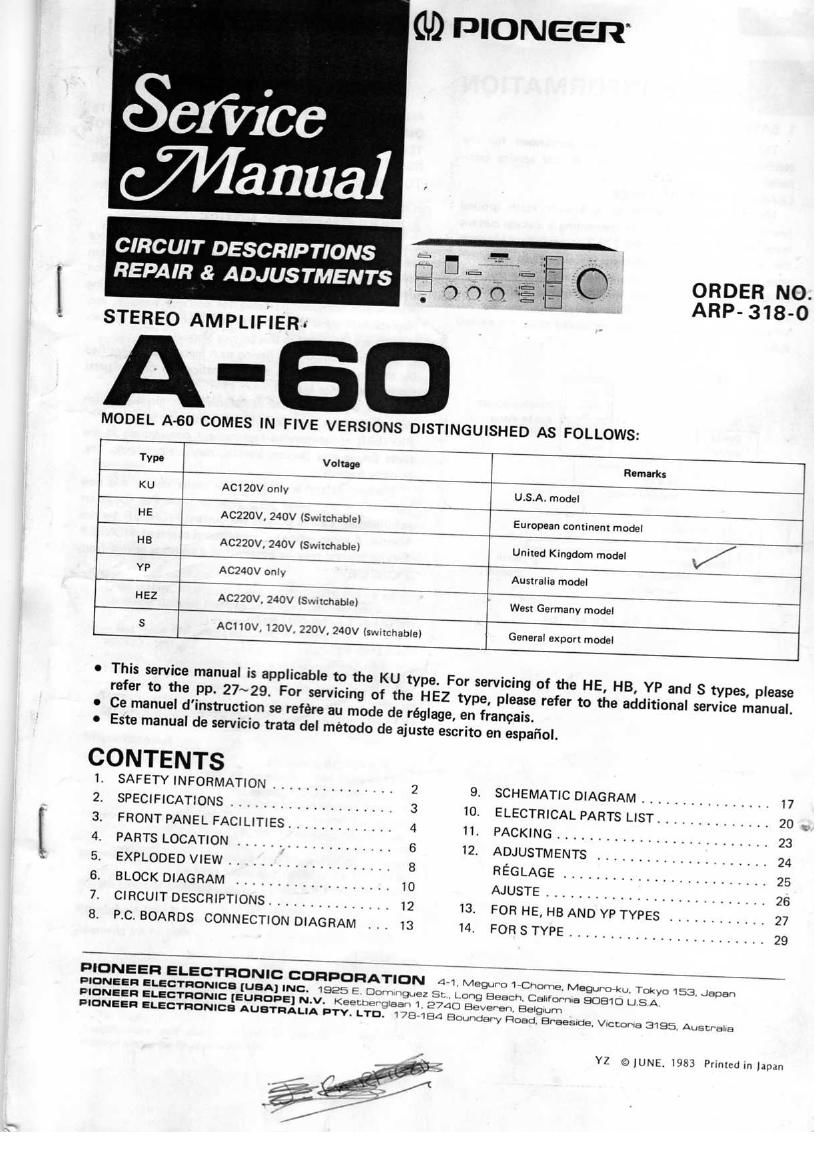 PIONEER
Service
Manual
CIRCUIT DESCRIPTIONS
REPAIR & ADJUSTMENTS
ORDER NO.
ARP-318-0
STEREO AMPLIFIER
A-60
MODEL A-60 COMES IN FIVE VERSIONS DISTINGUISHED AS FOLLOWS:
Type Voltage Remarks
KU AC120V only U.S.A. model
HE AC220V, 240V (Switchable) European continent model
HB AC220V, 240V (Switchable) United Kingdom model
YP AC240V only Australia model
HEZ AC220V, 240V (Switchable) West Germany model
S AC110V, 120V, 220V, 240V (switchable) General export model
• This service manual is applicable to the KU type. For servicing of the HE, HB, YP and S types, please
refer to the pp. 27~29. For servicing of the HEZ type, please refer to the additional service manual.
• Ce manuel d'instruction se refère au mode de réglage, en français.
• Este manual de servicio trata del método de ajuste escrito en español.
CONTENTS
1. SAFETY INFORMATION . . . . . . . . . . . . . . . 2
2. SPECIFICATIONS . . . . . . . . . . . . . . . . . . . . 3
3. FRONT PANEL FACILITIES . . . . . . . . . . . . . 4
4. PARTS LOCATION . . . . . . . . . . . . . . . . . . . 6
5. EXPLODED VIEW . . . . . . . . . . . . . . . . . . . . 8
6. BLOCK DIAGRAM . . . . . . . . . . . . . . . . . . . 10
7. CIRCUIT DESCRIPTIONS . . . . . . . . . . . . . . . 12
8. P.C. BOARDS CONNECTION DIAGRAM . . . 13
9. SCHEMATIC DIAGRAM . . . . . . . . . . . . . . . . 17
10. ELECTRICAL PARTS LIST . . . . . . . . . . . . . . 20
11. PACKING . . . . . . . . . . . . . . . . . . . . . . . . . . 23
12. ADJUSTMENTS . . . . . . . . . . . . . . . . . . . . . 24
RÉGLAGE . . . . . . . . . . . . . . . . . . . . . . . . . . 25
AJUSTE . . . . . . . . . . . . . . . . . . . . . . . . . . . 26
13. FOR HE, HB AND YP TYPES . . . . . . . . . . . . 27
14. FOR S TYPE . . . . . . . . . . . . . . . . . . . . . . . . 29
PIONEER ELECTRONIC CORPORATION 4-1, Meguro 1-Chome, Meguro-ku, Tokyo 153, Japan
PIONEER ELECTRONICS [USA] INC. 1925 E. Dominguez St., Long Beach, California 90810 U.S.A.
PIONEER ELECTRONIC [EUROPE] N.V. Keetberglaan 1, 2740 Beveren, Belgium
PIONEER ELECTRONICS AUSTRALIA PTY. LTD. 178-184 Boundary Road, Braeside, Victoria 3195, Australia
YZ © JUNE, 1983 Printed in Japan